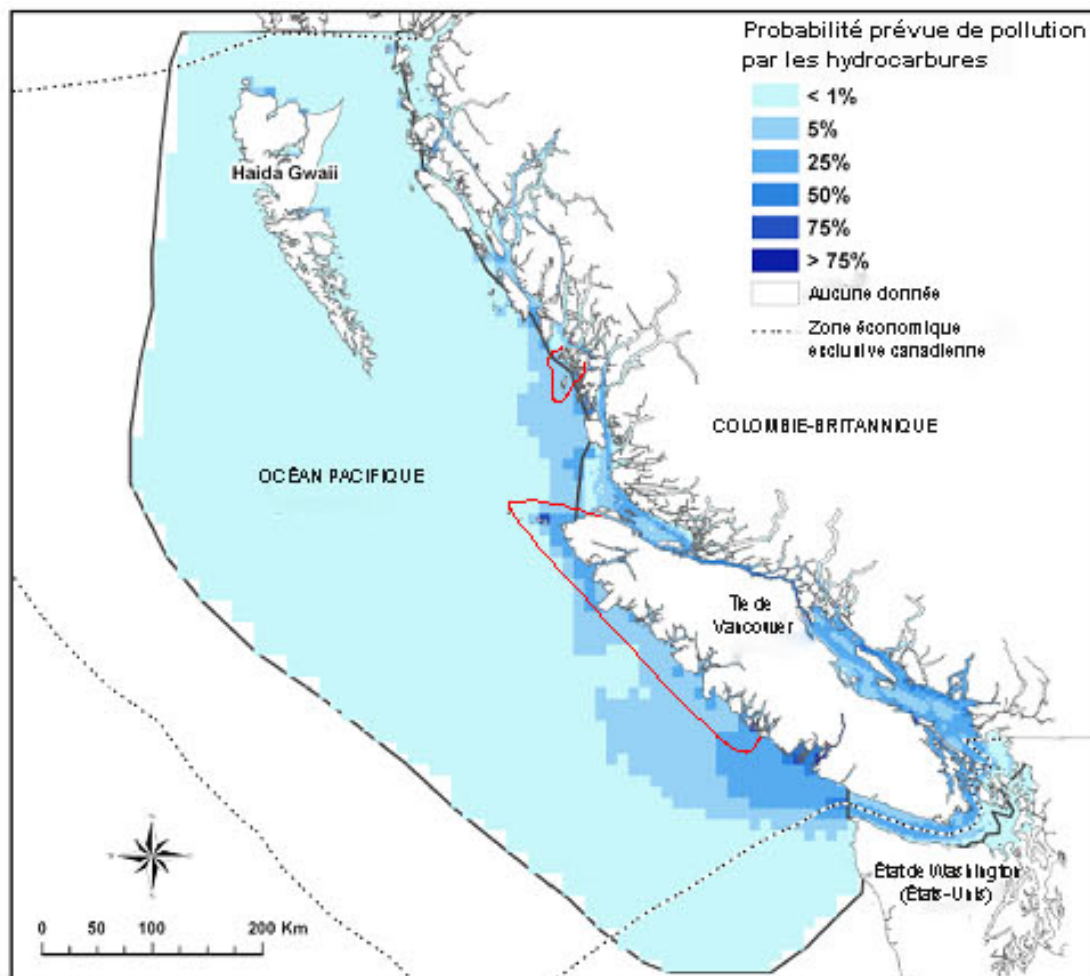 Probabilité prévue de pollution
par les hydrocarbures
< 1%
5%
25%
50%
75%
> 75%
Aucune donnée
Zone économique
exclusive canadienne
Haida Gwaii
COLOMBIE-BRITANNIQUE
OCÉAN PACIFIQUE
Île de
Vancouver
État de Washington
(États-Unis)
0 50 100 200 Km